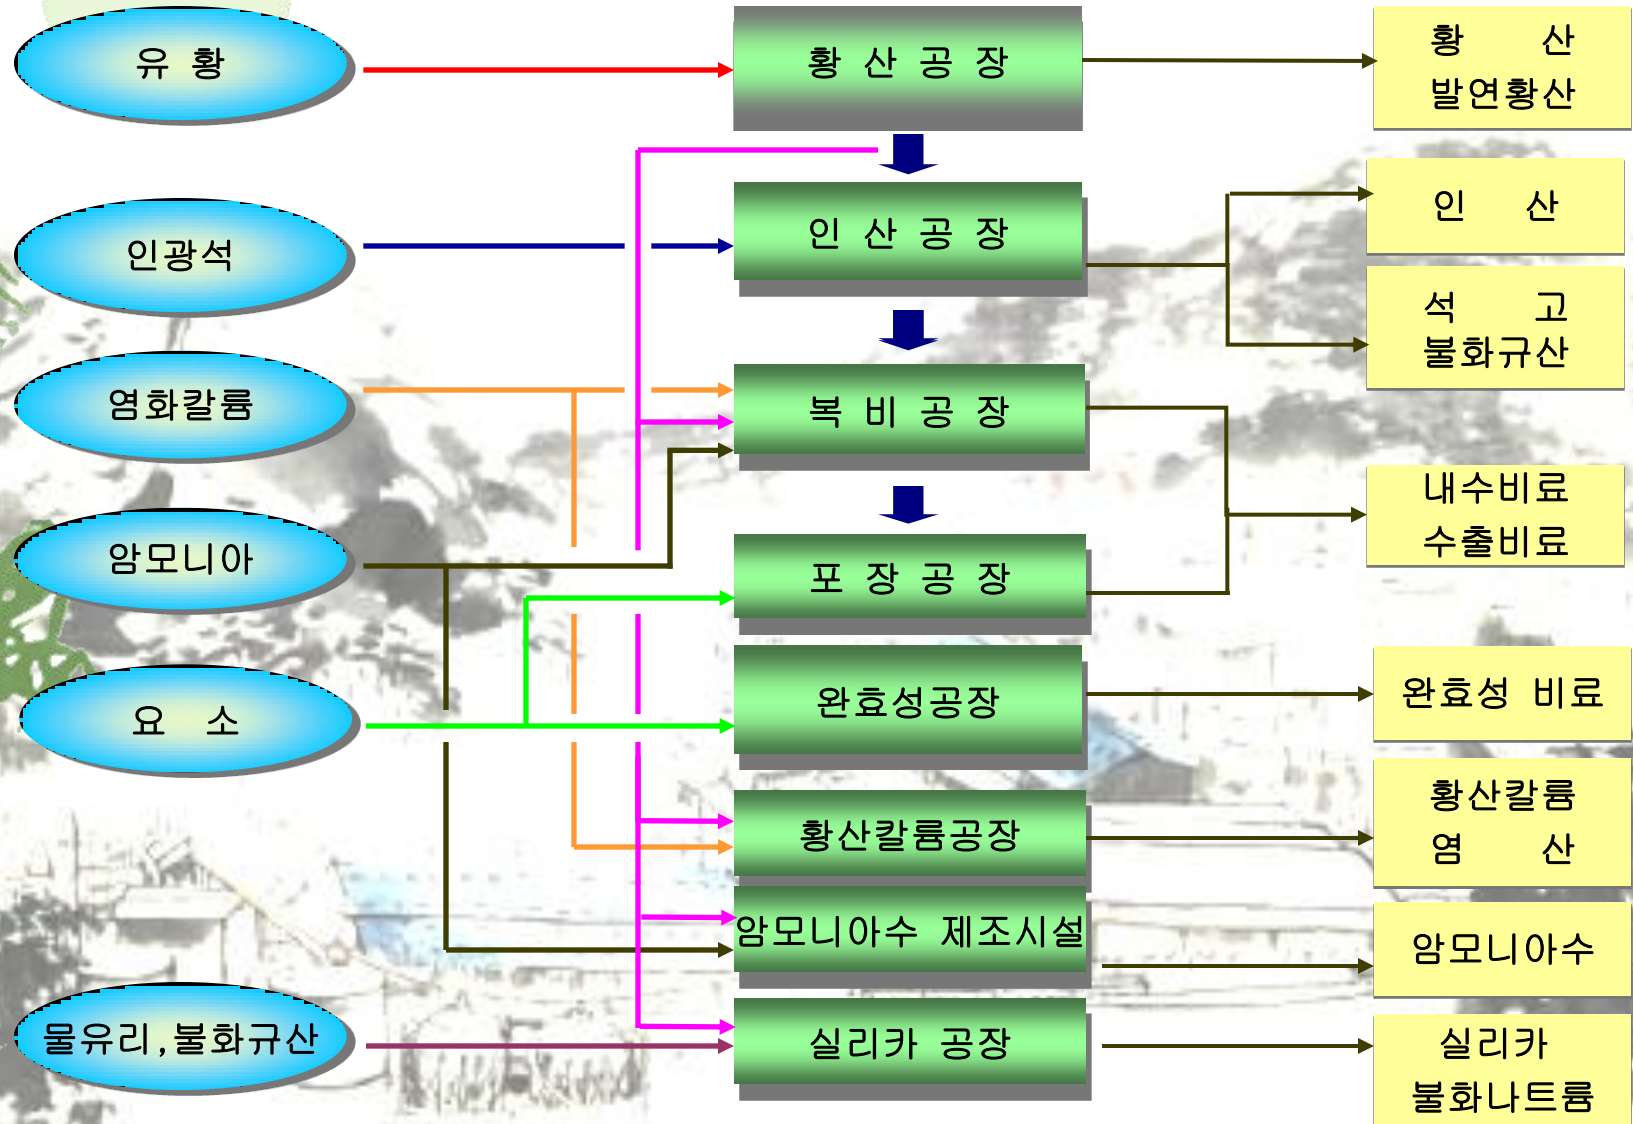 유 황
황 산 공 장
황 산
발연황산
인광석
인 산 공 장
인 산
석 고
불화규산
염화칼륨
복 비 공 장
내수비료
수출비료
암모니아
포 장 공 장
요 소
완효성공장
완효성 비료
황산칼륨공장
황산칼륨
염 산
암모니아수 제조시설
암모니아수
물유리,불화규산
실리카 공장
실리카
불화나트륨